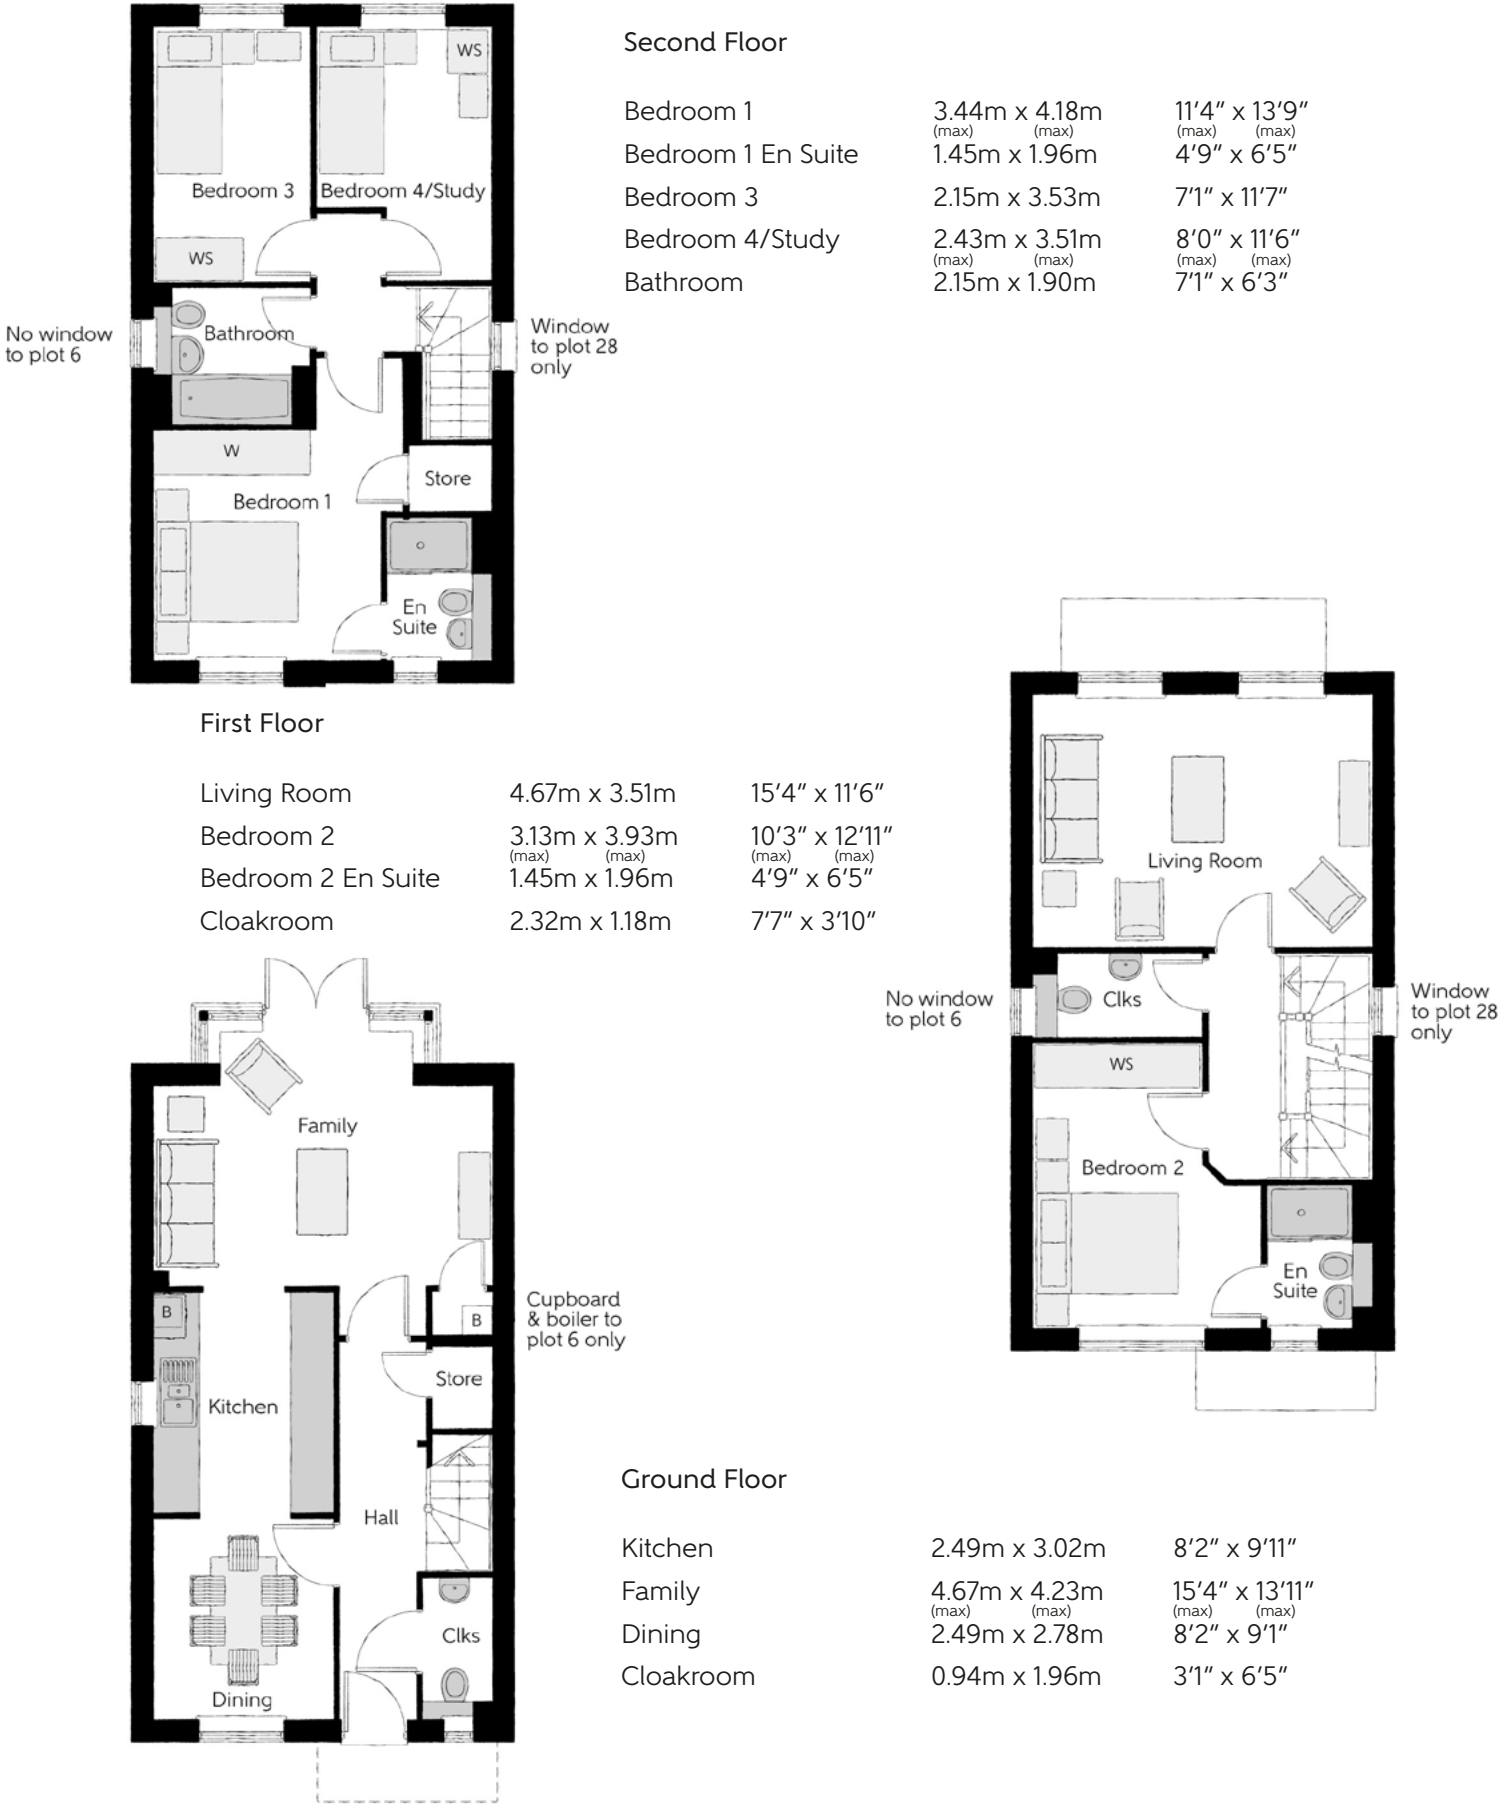 Second Floor
Bedroom 1 3.44m x 4.18m 11’4” x 13’9”
(max) (max) (max) (max)
Bedroom 1 En Suite 1.45m x 1.96m 4’9” x 6’5”
Bedroom 3 2.15m x 3.53m 7’1” x 11’7”
Bedroom 4/Study 2.43m x 3.51m 8’0” x 11’6”
(max) (max) (max) (max)
Bathroom 2.15m x 1.90m 7’1” x 6’3”
WS
Bedroom 3
Bedroom 4/Study
WS
No window
to plot 6
Bathroom
Window
to plot 28
only
W
Bedroom 1
Store
En
Suite
First Floor
Living Room 4.67m x 3.51m 15’4” x 11’6”
Bedroom 2 3.13m x 3.93m 10’3” x 12’11”
(max) (max) (max) (max)
Bedroom 2 En Suite 1.45m x 1.96m 4’9” x 6’5”
Cloakroom 2.32m x 1.18m 7’7” x 3’10”
Living Room
No window
to plot 6
Clks
Window
to plot 28
only
WS
Bedroom 2
En
Suite
Family
B
B
Cupboard
& boiler to
plot 6 only
Store
Kitchen
Hall
Clks
Dining
Ground Floor
Kitchen 2.49m x 3.02m 8’2” x 9’11”
Family 4.67m x 4.23m 15’4” x 13’11”
(max) (max) (max) (max)
Dining 2.49m x 2.78m 8’2” x 9’1”
Cloakroom 0.94m x 1.96m 3’1” x 6’5”